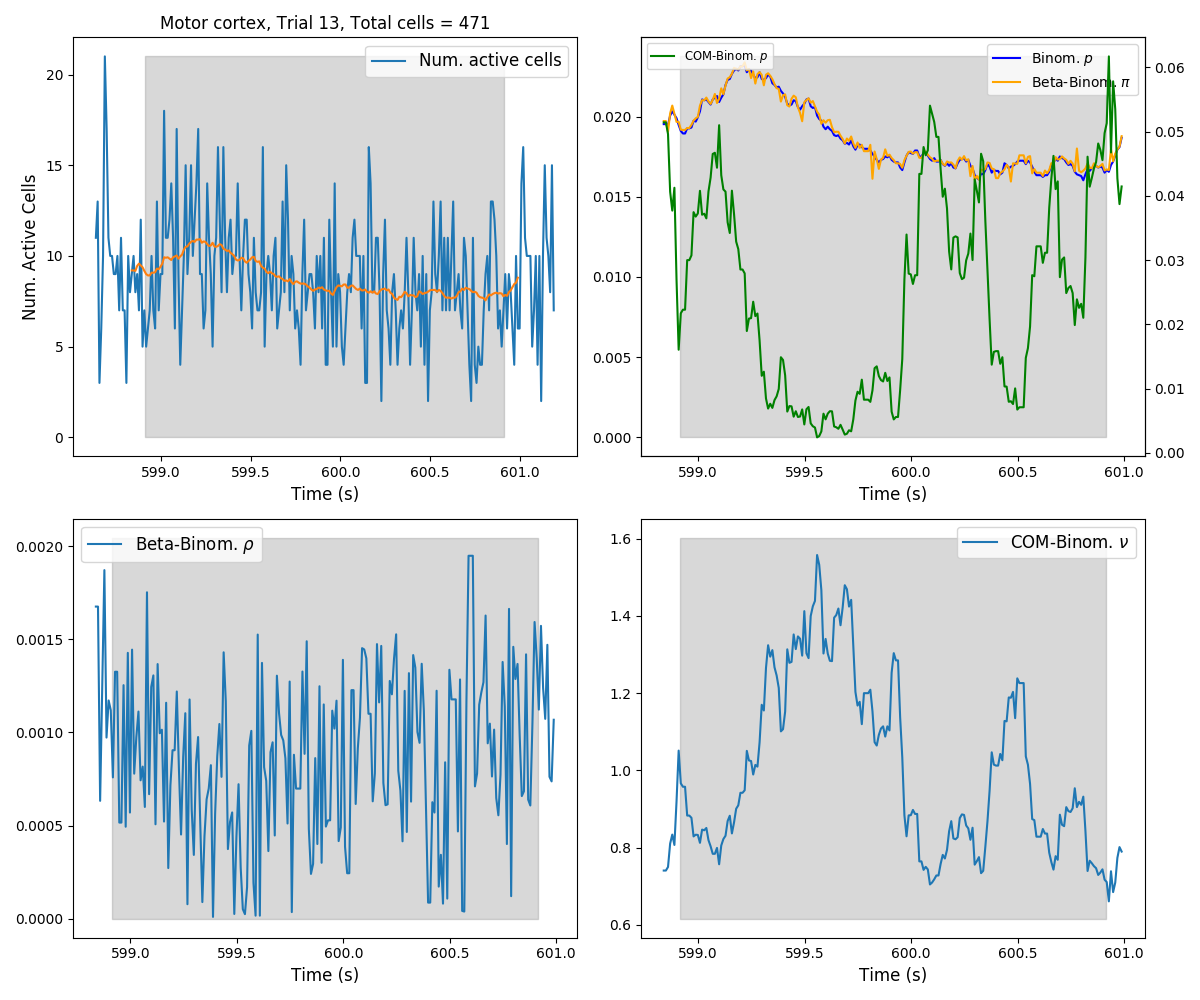 Motor cortex, Trial 13, Total cells = 471
Num. active cells
Num. Active Cells
20
15
10
5
0
599.0 599.5 600.0 600.5 601.0
Time (s)
COM-Binom. p
Binom. p
Beta-Binom. π
0.020
0.015
0.010
0.005
0.000
0.06
0.05
0.04
0.03
0.02
0.01
0.00
599.0 599.5 600.0 600.5 601.0
Time (s)
Beta-Binom. ρ
0.0020
0.0015
0.0010
0.0005
0.0000
599.0 599.5 600.0 600.5 601.0
Time (s)
COM-Binom. ν
1.6
1.4
1.2
1.0
0.8
0.6
599.0 599.5 600.0 600.5 601.0
Time (s)